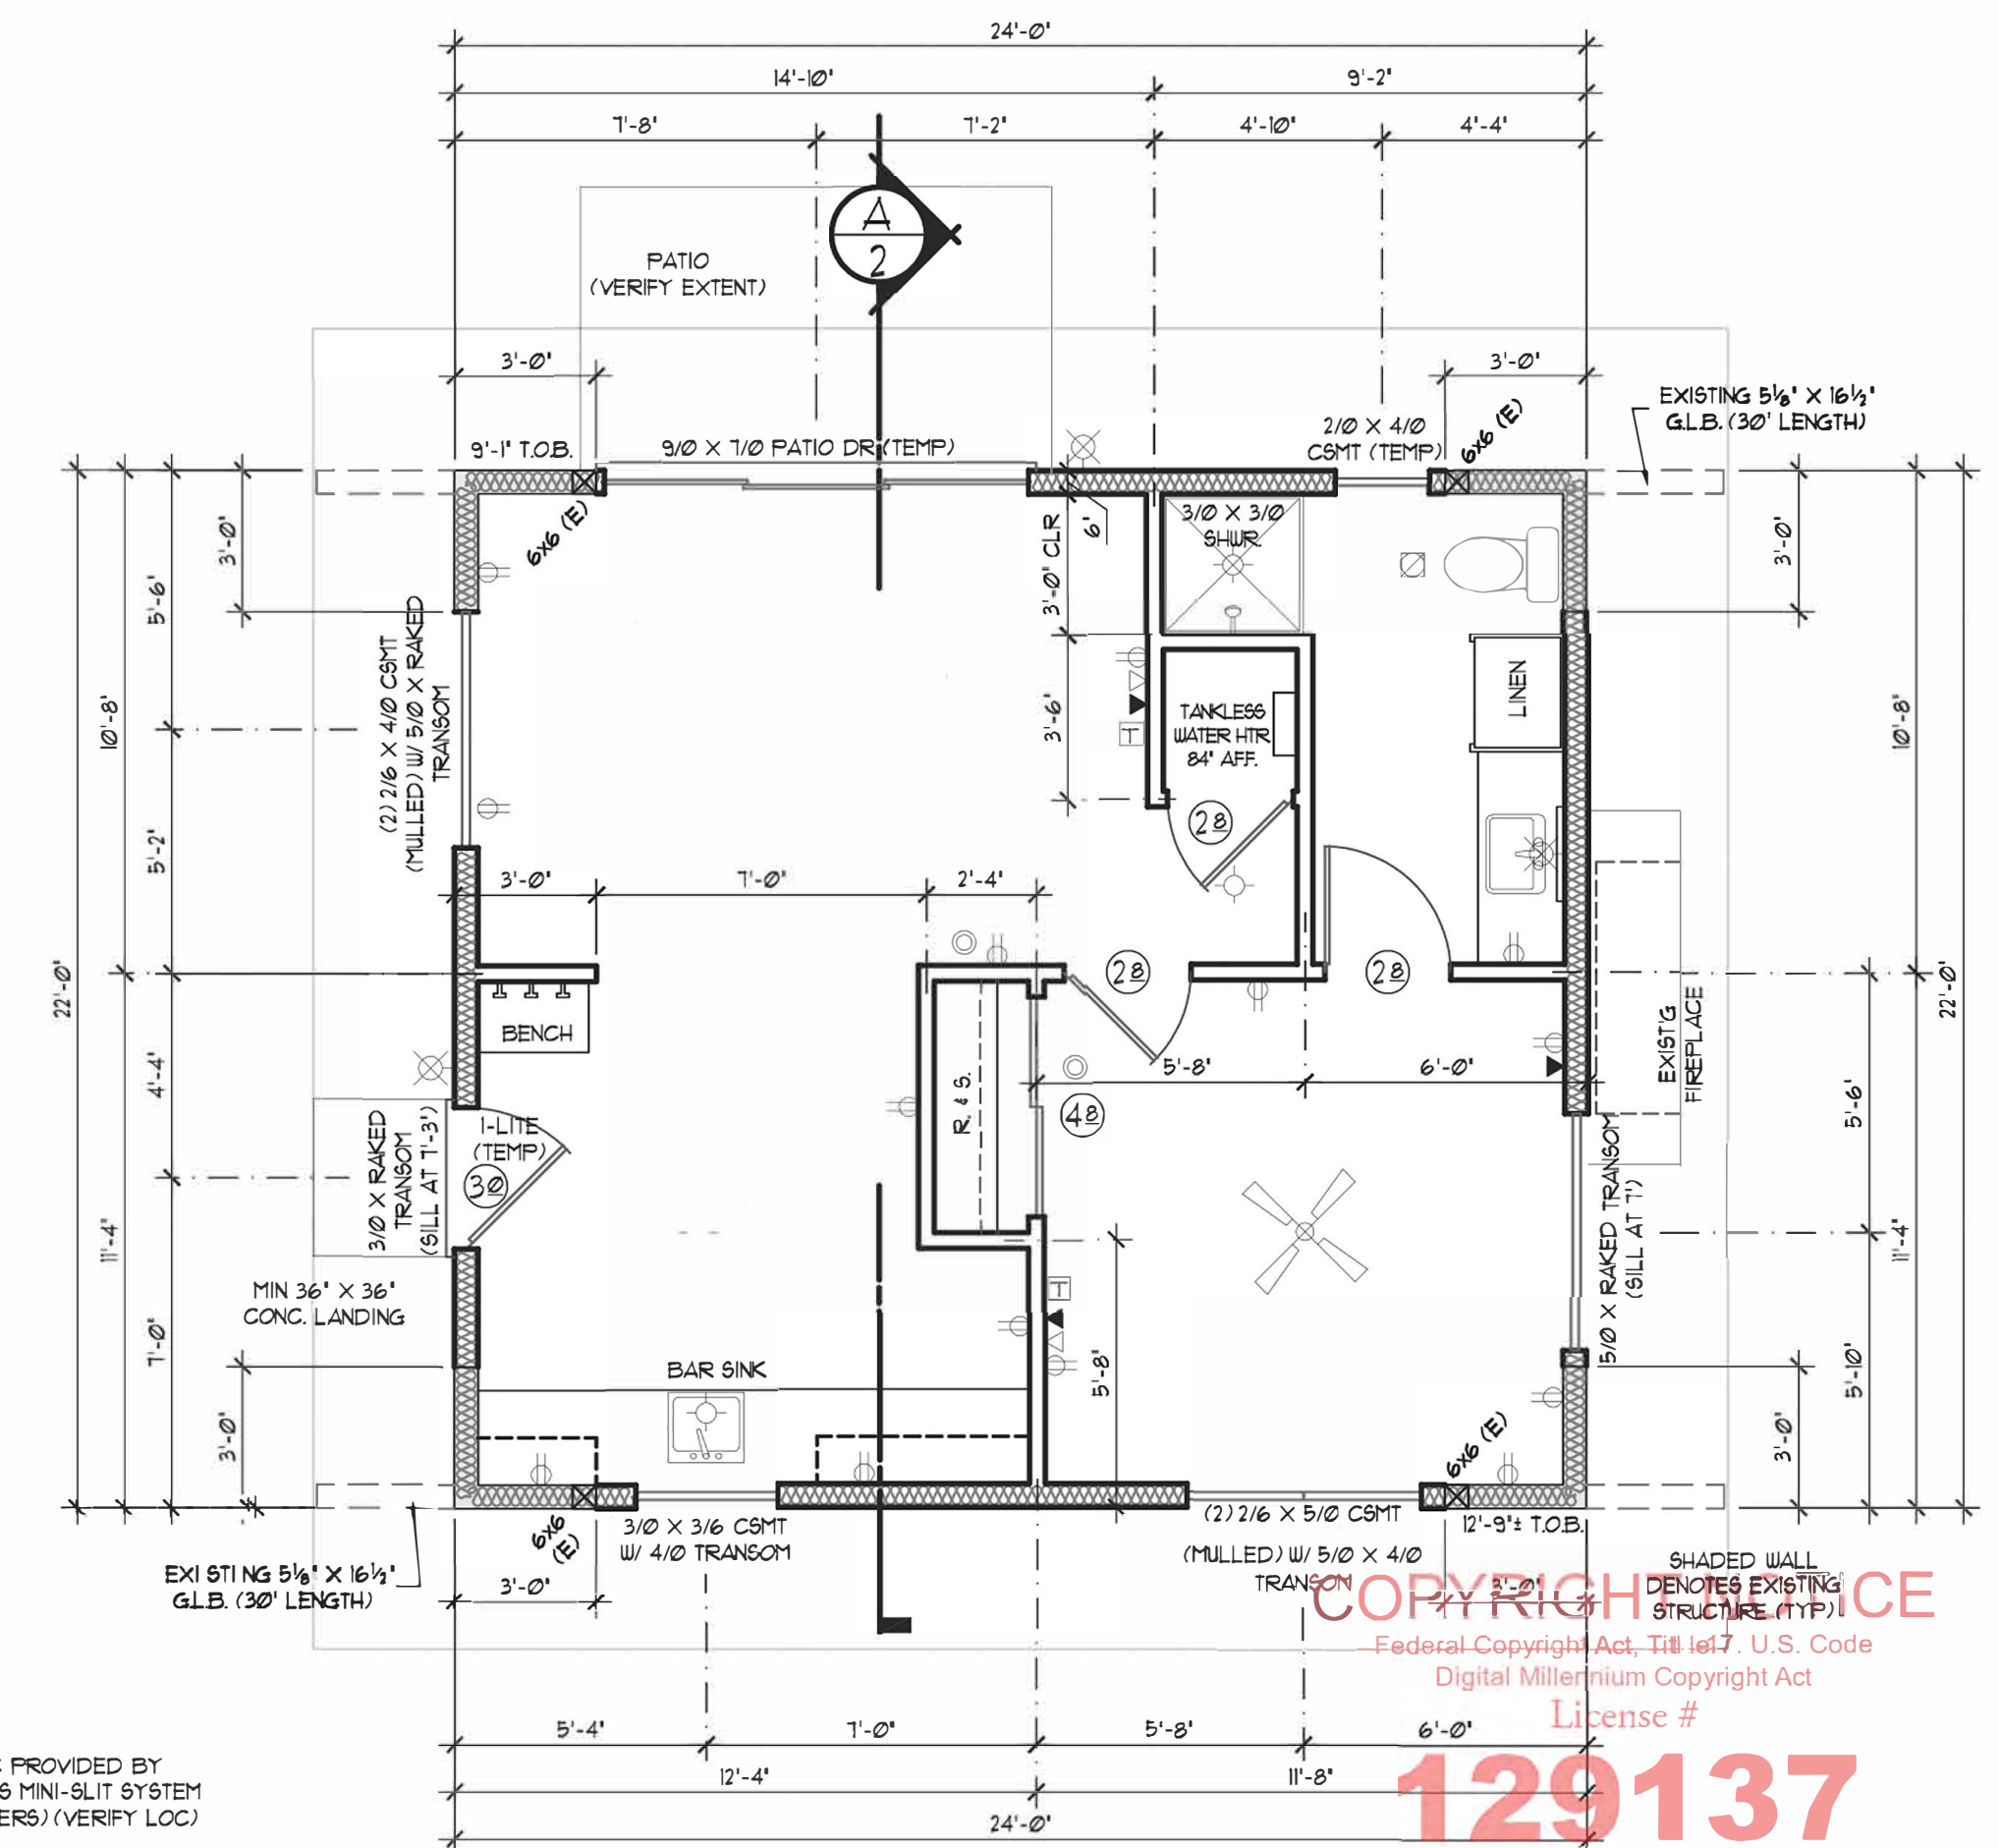 24'-0"
14'-10"
9'-2"
7'-8"
7'-2"
4'-10"
4'-4"
A
2
PATIO
(VERIFY EXTENT)
3'-0"
3'-0"
EXISTING 5⅛" X 16½"
G.L.B. (30' LENGTH)
9'-1" T.O.B.
9/0 X 7/0 PATIO DR (TEMP)
2/0 X 4/0
CSMT (TEMP)
6x6 (E)
6x6 (E)
3'-0"
5'-6"
3'-0" CLR
6"
3/0 X 3/0
SHWR.
3'-0"
(2) 2/6 X 4/0 CSMT
(MULLED) W/ 5/0 X RAKED
TRANSOM
10'-8"
3'-6"
T
TANKLESS
WATER HTR
84" AFF.
LINEN
10'-8"
28
5'-2"
3'-0"
7'-0"
2'-4"
28
28
22'-0"
22'-0"
BENCH
EXIST'G
FIREPLACE
4'-4"
R. & S.
5'-8"
6'-0"
48
5'-6"
3/0 X RAKED
TRANSOM
(SILL AT 7'-3")
1-LITE
(TEMP)
30
5/0 X RAKED TRANSOM
(SILL AT 7')
11'-4"
11'-4"
MIN 36" X 36"
CONC. LANDING
T
7'-0"
BAR SINK
5'-8"
5'-10"
3'-0"
6x6 (E)
3'-0"
6x6
(E)
3/0 X 3/6 CSMT
W/ 4/0 TRANSOM
(2) 2/6 X 5/0 CSMT
(MULLED) W/ 5/0 X 4/0
TRANSOM
12'-9"± T.O.B.
EXISTING 5⅛" X 16½"
G.L.B. (30' LENGTH)
3'-0"
3'-0"
SHADED WALL
DENOTES EXISTING
STRUCTURE (TYP)
COPYRIGHT NOTICE
Federal Copyright Act, Title 17. U.S. Code
Digital Millennium Copyright Act
License #
129137
5'-4"
7'-0"
5'-8"
6'-0"
12'-4"
11'-8"
24'-0"
PROVIDED BY
MINI-SLIT SYSTEM
(VERIFY LOC)